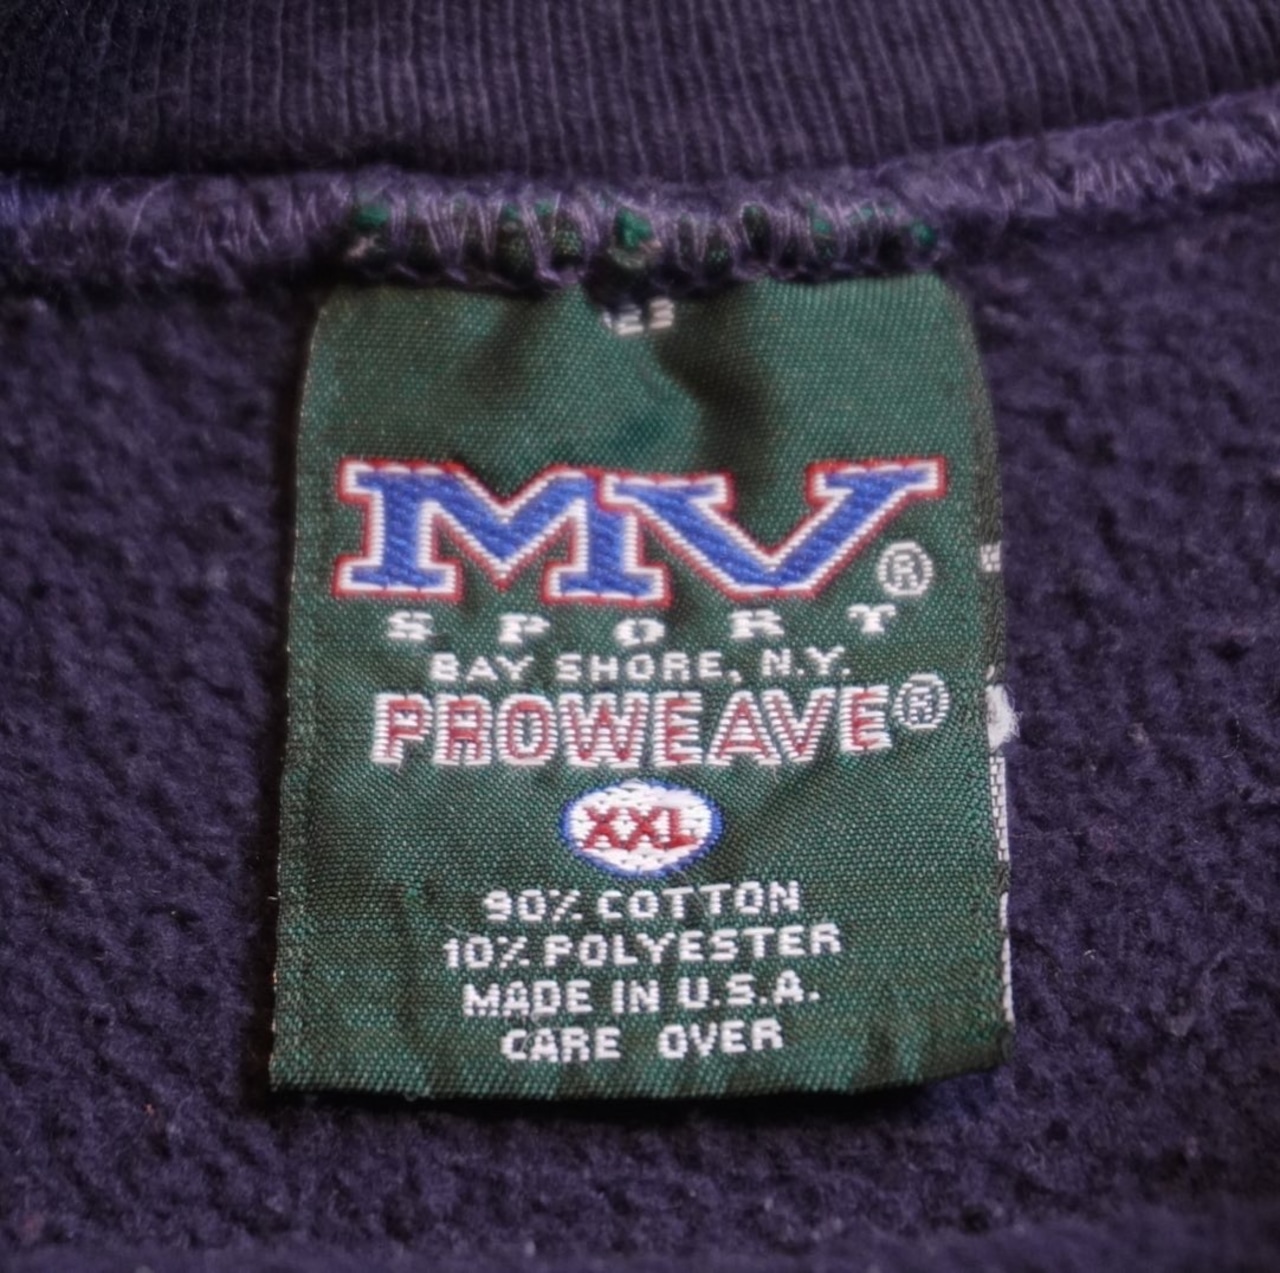 MV®
SPORT
BAY SHORE, N.Y.
PROWEAVE®
XXL
90% COTTON
10% POLYESTER
MADE IN U.S.A.
CARE OVER